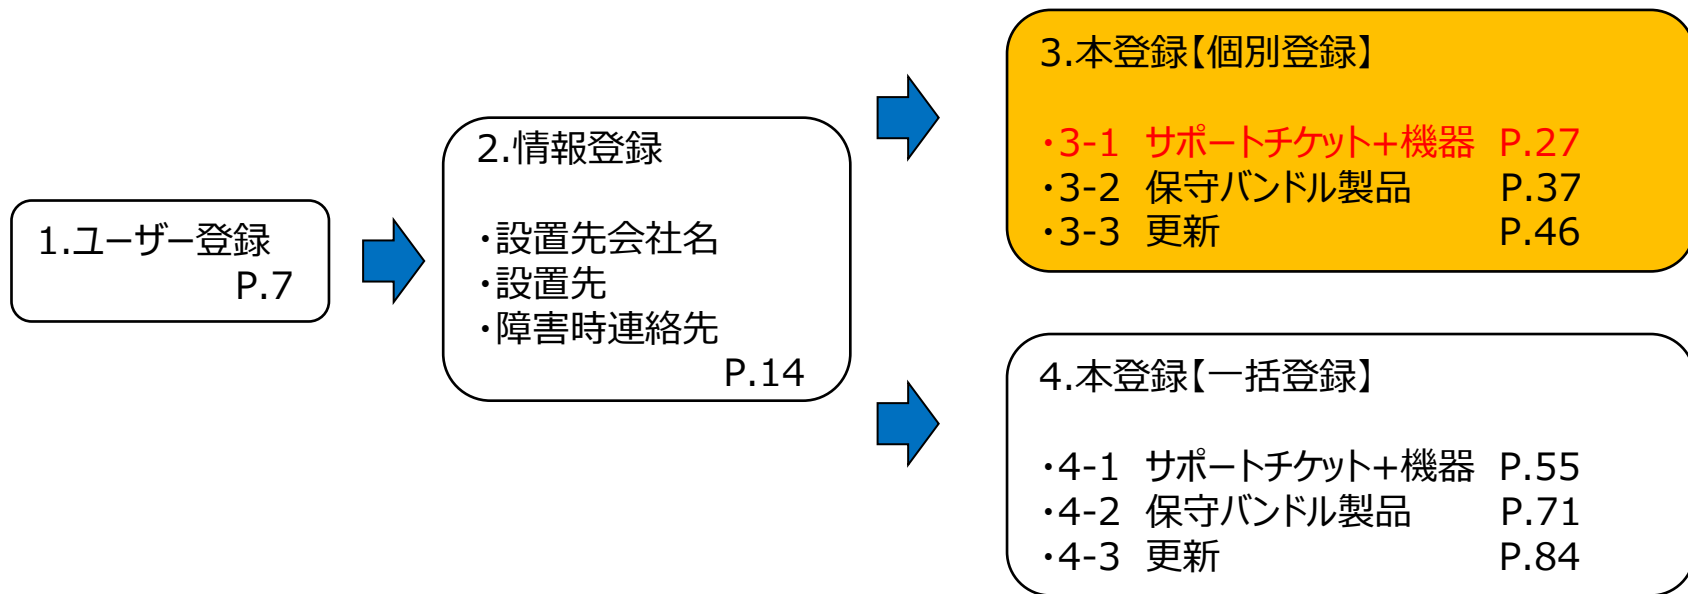 1.ユーザー登録
P.7
2.情報登録
・設置先会社名
・設置先
・障害時連絡先
P.14
3.本登録【個別登録】
・3-1 サポートチケット+機器 P.27
・3-2 保守バンドル製品 P.37
・3-3 更新 P.46
4.本登録【一括登録】
・4-1 サポートチケット+機器 P.55
・4-2 保守バンドル製品 P.71
・4-3 更新 P.84